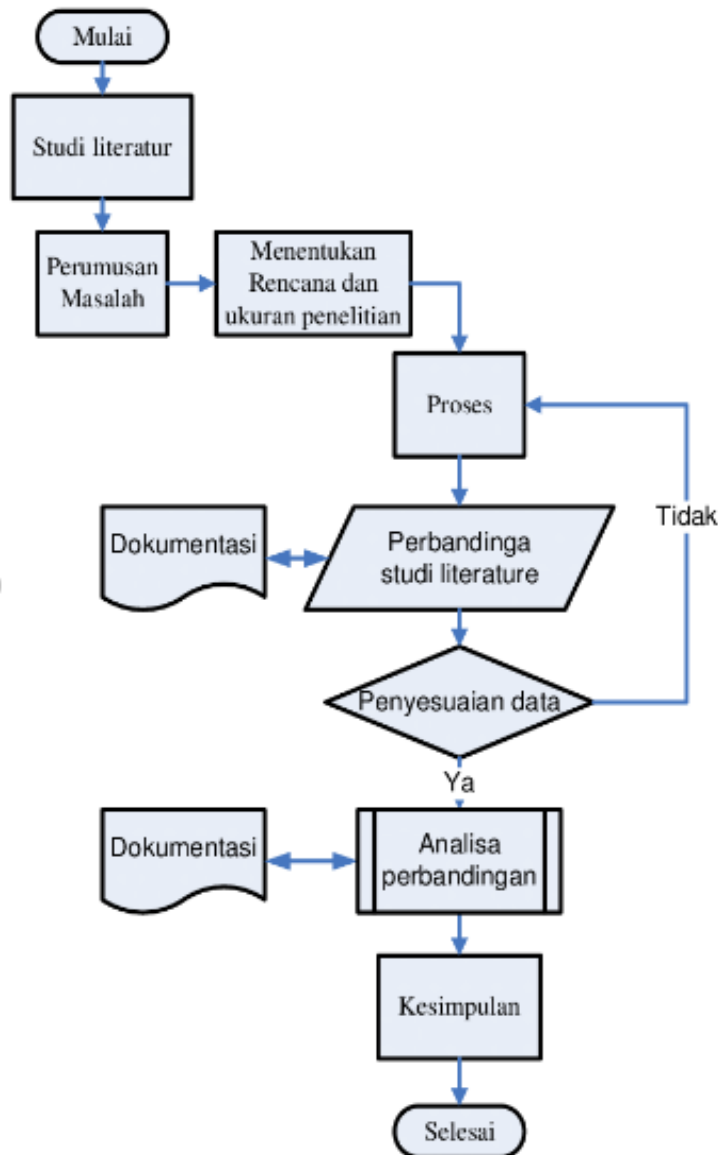 Mulai
Studi literatur
Perumusan
Masalah
Menentukan
Rencana dan
ukuran penelitian
Proses
Tidak
Dokumentasi
Perbandinga
studi literature
Penyesuaian data
Ya
Dokumentasi
Analisa
perbandingan
Kesimpulan
Selesai